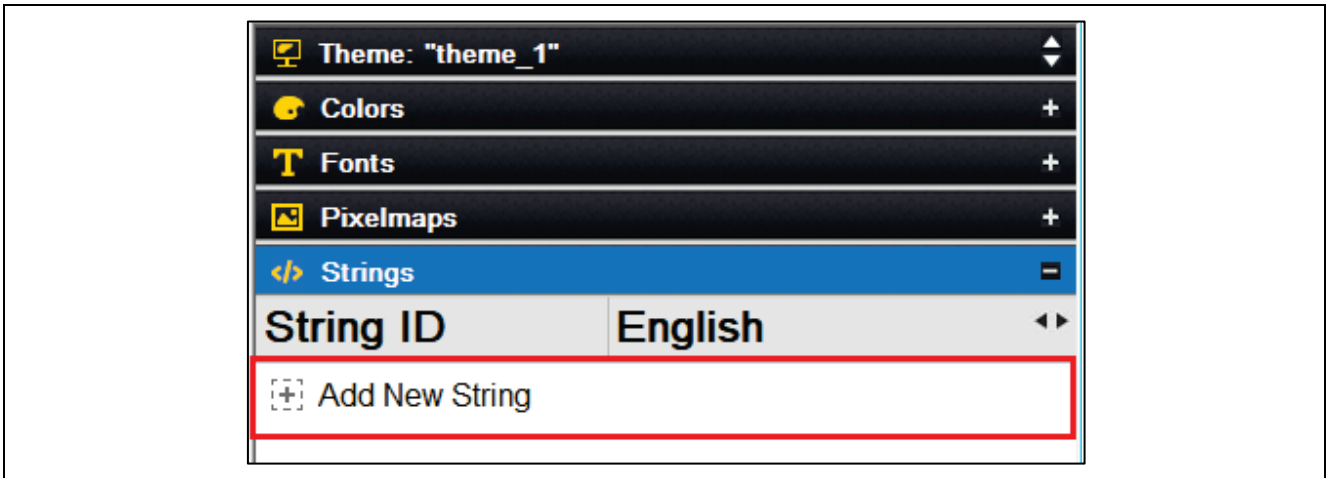 Theme: "theme_1"
Colors
Fonts
Pixelmaps
Strings
String ID English
Add New String